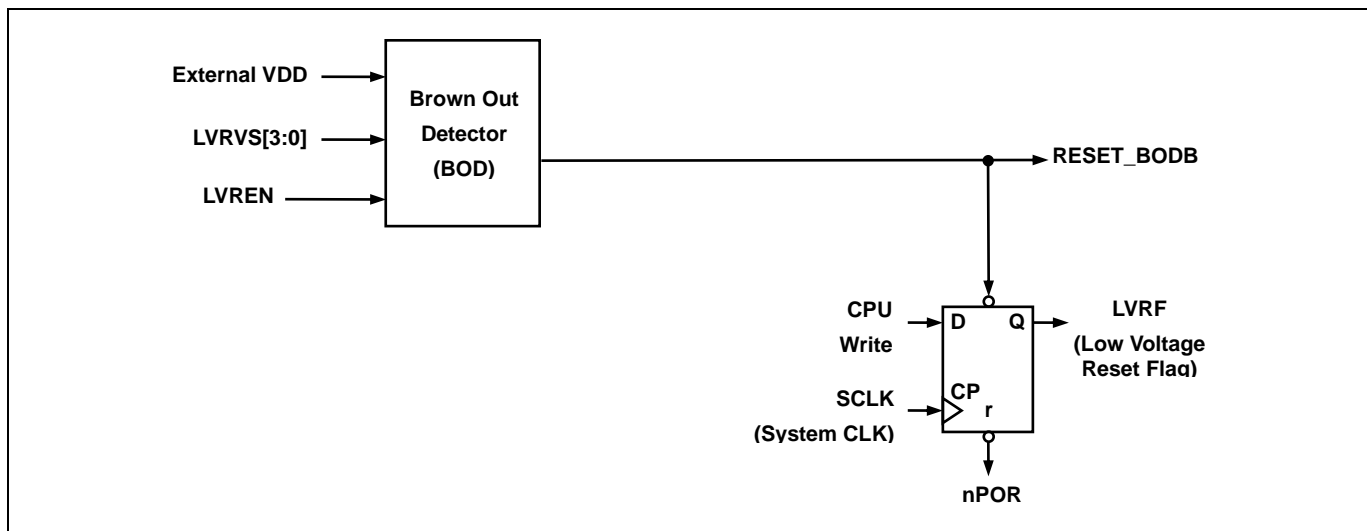 External VDD
LVRVS[3:0]
LVREN
Brown Out
Detector
(BOD)
RESET_BODB
CPU
Write
D
Q
LVRF
(Low Voltage
Reset Flag)
SCLK
(System CLK)
CP
r
nPOR